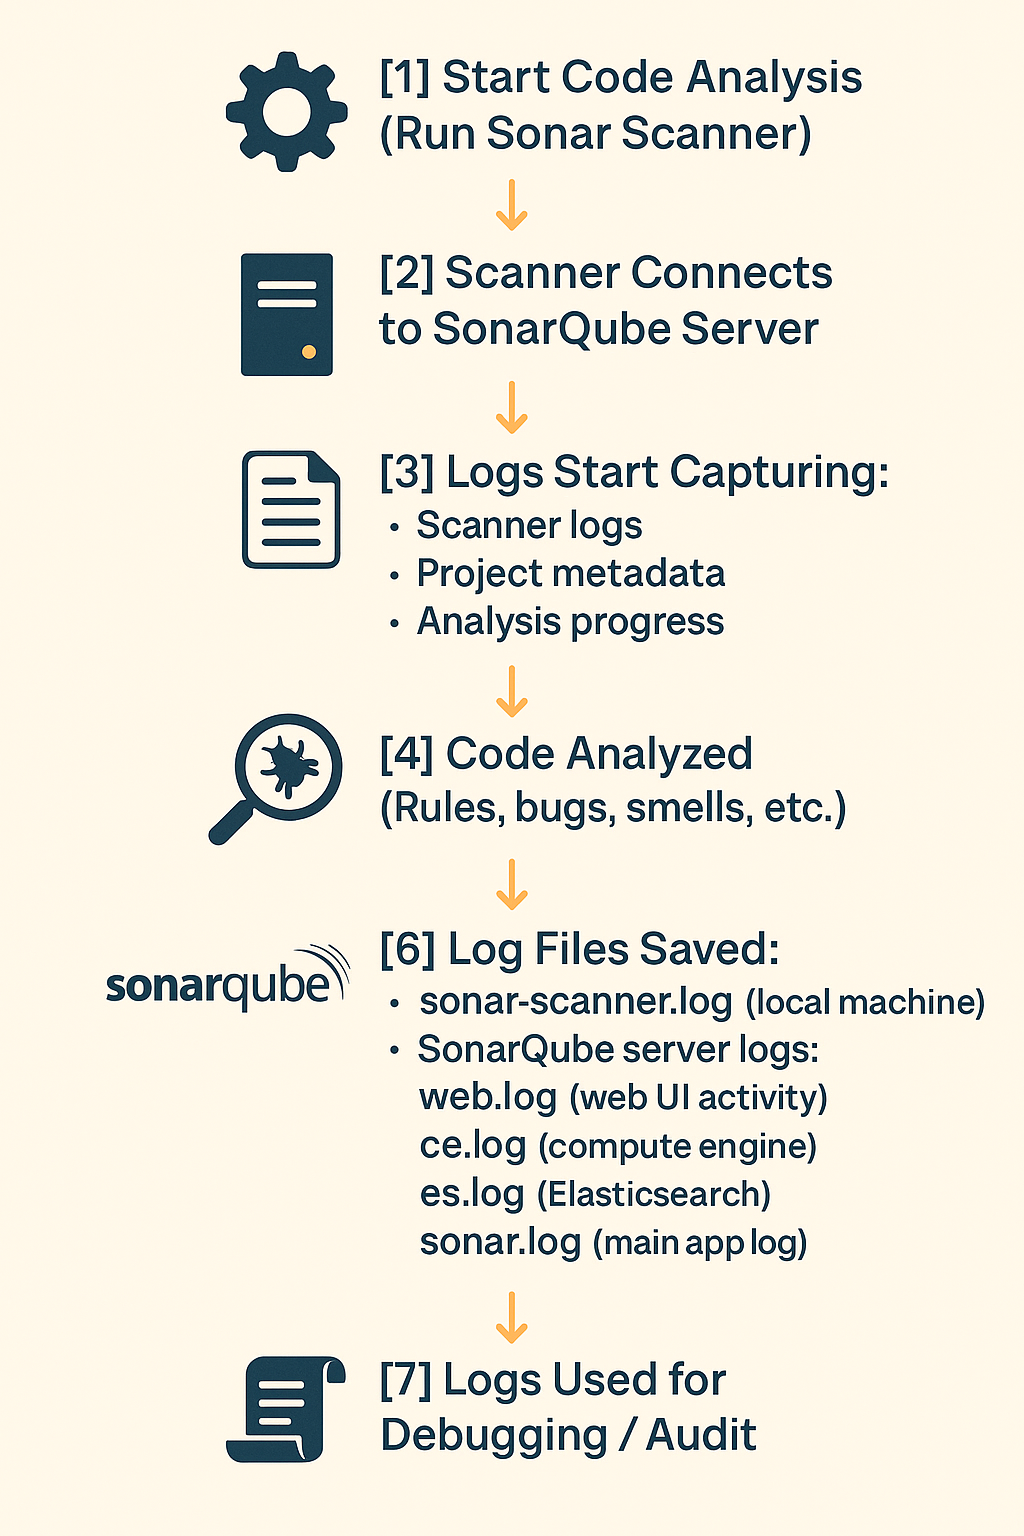 [1] Start Code Analysis
(Run Sonar Scanner)
[2] Scanner Connects
to SonarQube Server
[3] Logs Start Capturing:
• Scanner logs
• Project metadata
• Analysis progress
[4] Code Analyzed
(Rules, bugs, smells, etc.)
sonarqube
[6] Log Files Saved:
• sonar-scanner.log (local machine)
• SonarQube server logs:
web.log (web UI activity)
ce.log (compute engine)
es.log (Elasticsearch)
sonar.log (main app log)
[7] Logs Used for
Debugging / Audit